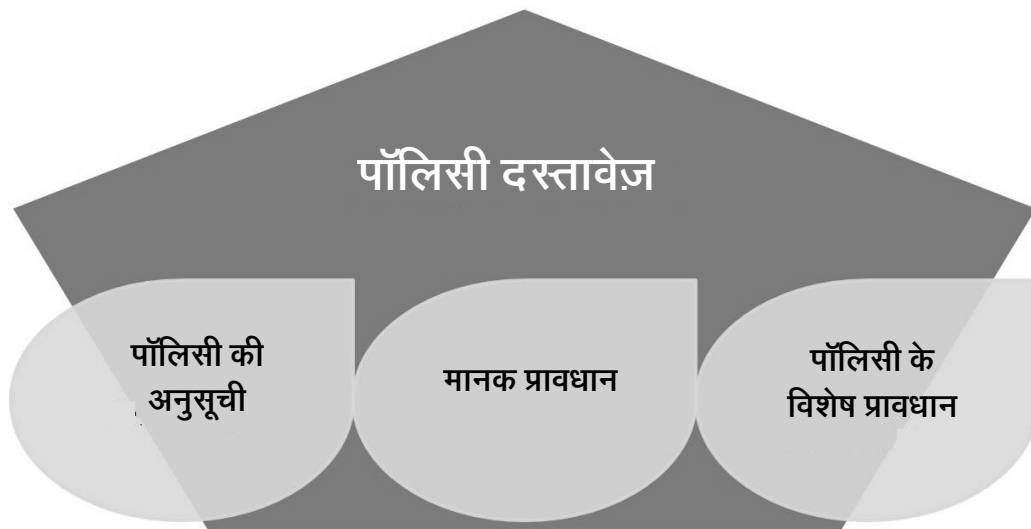 पॉलिसी दस्तावेज़
पॉलिसी की
अनुसूची
मानक प्रावधान
पॉलिसी के
विशेष प्रावधान